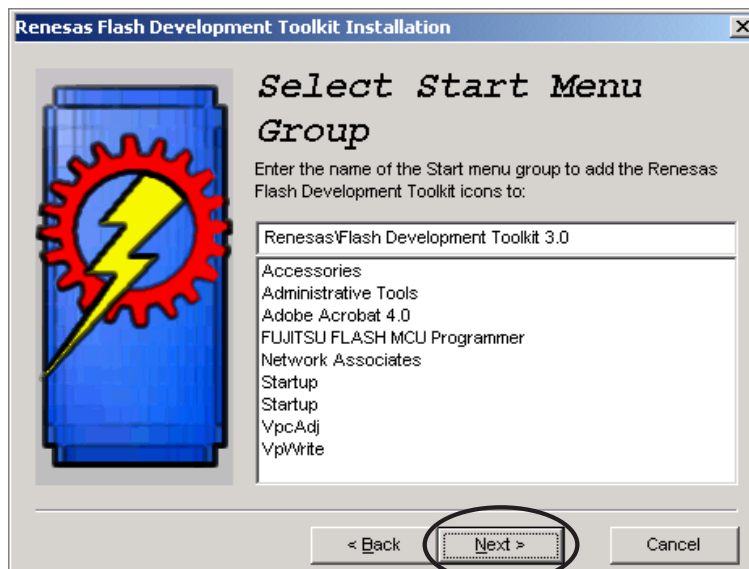 Renesas Flash Development Toolkit Installation
Select Start Menu
Group
Enter the name of the Start menu group to add the Renesas
Flash Development Toolkit icons to:
Renesas\Flash Development Toolkit 3.0
Accessories
Administrative Tools
Adobe Acrobat 4.0
FUJITSU FLASH MCU Programmer
Network Associates
Startup
Startup
VpcAdj
VpWrite
< Back
Next >
Cancel